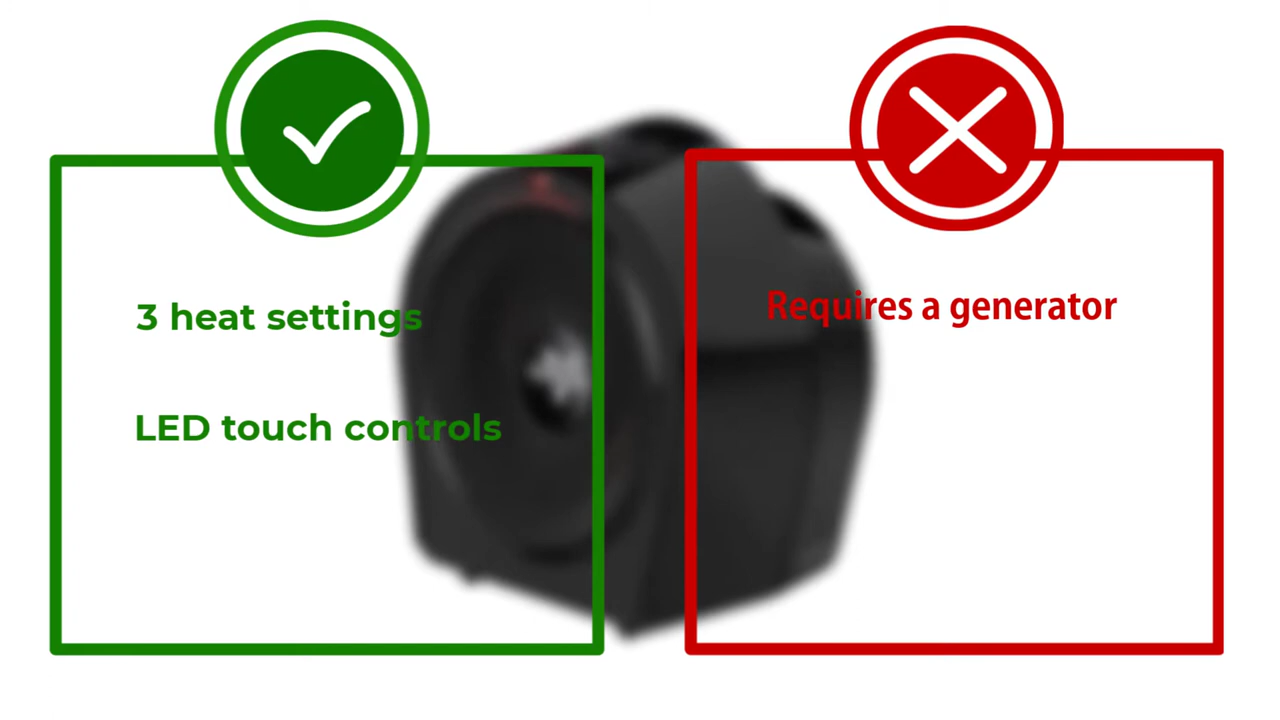 3 heat settings
LED touch controls
Requires a generator